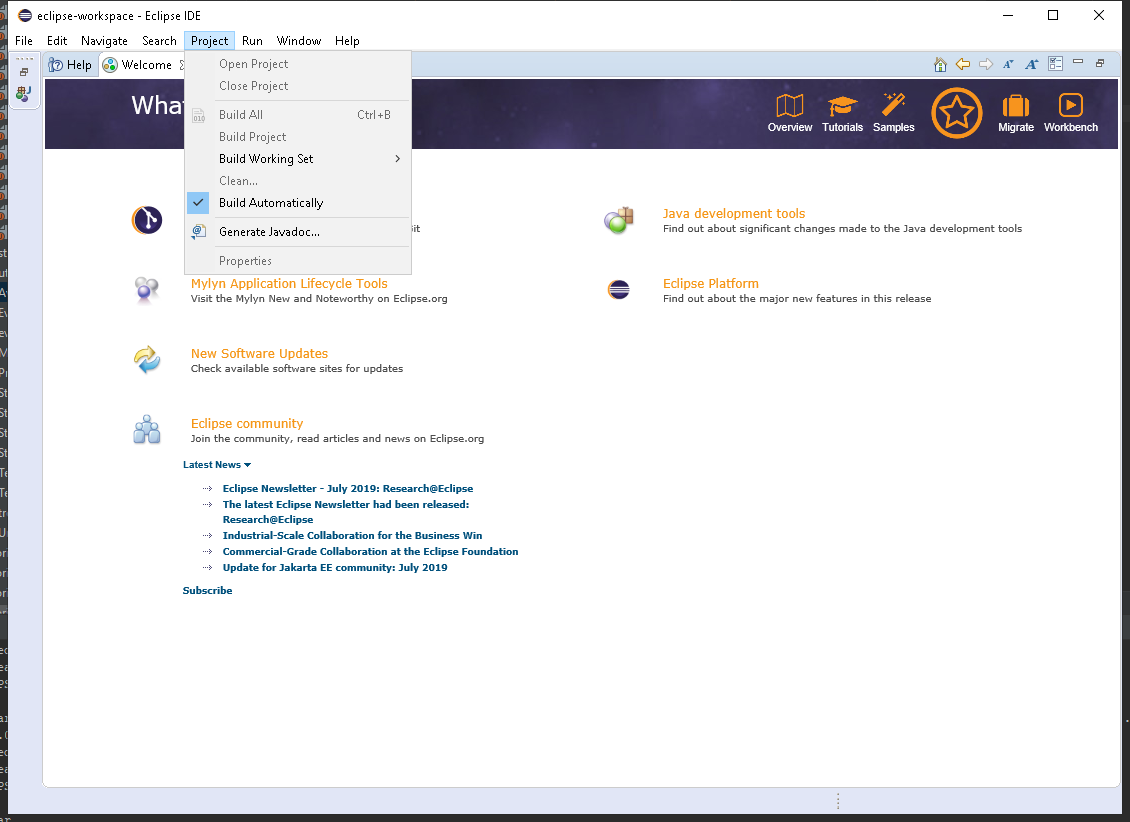 eclipse-workspace - Eclipse IDE
File Edit Navigate Search Project Run Window Help
Help Welcome
Open Project
Close Project
Build All Ctrl+B
Build Project
Build Working Set
Clean...
Build Automatically
Generate Javadoc...
Properties
Overview Tutorials Samples Migrate Workbench
Java development tools
Find out about significant changes made to the Java development tools
Mylyn Application Lifecycle Tools
Visit the Mylyn New and Noteworthy on Eclipse.org
Eclipse Platform
Find out about the major new features in this release
New Software Updates
Check available software sites for updates
Eclipse community
Join the community, read articles and news on Eclipse.org
Latest News
Eclipse Newsletter - July 2019: Research@Eclipse
The latest Eclipse Newsletter had been released:
Research@Eclipse
Industrial-Scale Collaboration for the Business Win
Commercial-Grade Collaboration at the Eclipse Foundation
Update for Jakarta EE community: July 2019
Subscribe